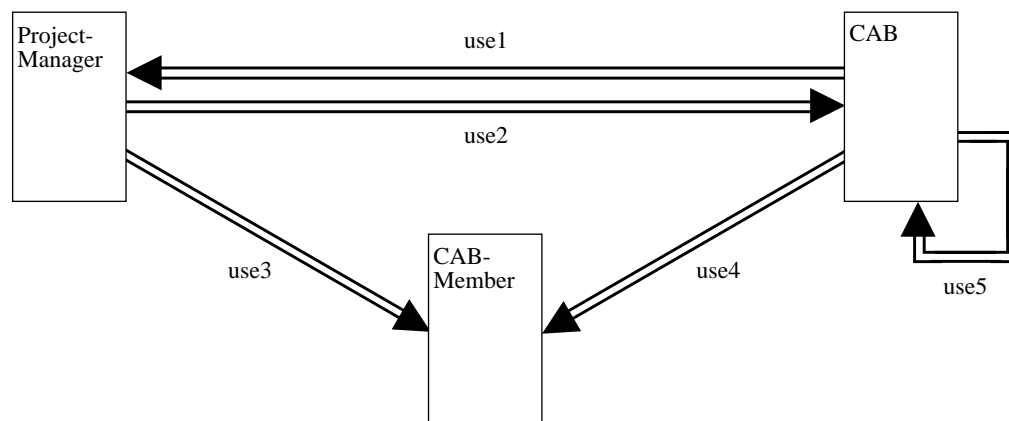 Project-
Manager
use1
CAB
use2
use3
CAB-
Member
use4
use5